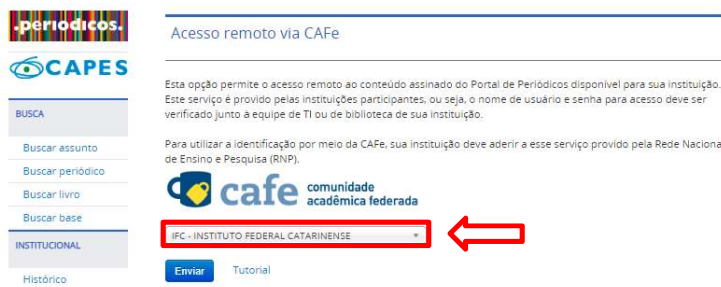 .periodicos.
CAPES
BUSCA
Buscar assunto
Buscar periódico
Buscar livro
Buscar base
INSTITUCIONAL
Histórico
Acesso remoto via CAFe
Esta opção permite o acesso remoto ao conteúdo assinado do Portal de Periódicos disponível para sua instituição.
Este serviço é provido pelas instituições participantes, ou seja, o nome de usuário e senha para acesso deve ser
verificado junto à equipe de TI ou de biblioteca de sua instituição.
Para utilizar a identificação por meio da CAFe, sua instituição deve aderir a esse serviço provido pela Rede Naciona
de Ensino e Pesquisa (RNP).
cafe comunidade
acadêmica federada
IFC - INSTITUTO FEDERAL CATARINENSE
Enviar Tutorial